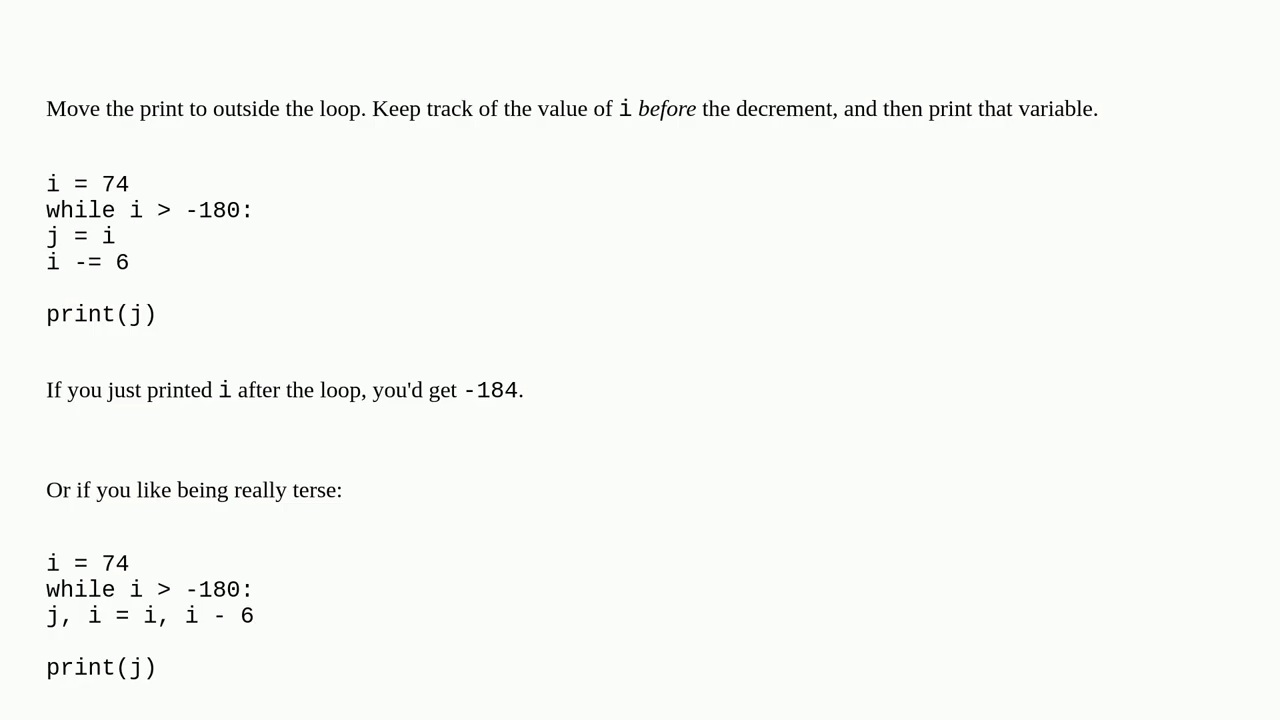 Move the print to outside the loop. Keep track of the value of i before the decrement, and then print that variable.
i = 74
while i > -180:
j = i
i -= 6
print(j)
If you just printed i after the loop, you'd get -184.
Or if you like being really terse:
i = 74
while i > -180:
j, i = i, i - 6
print(j)